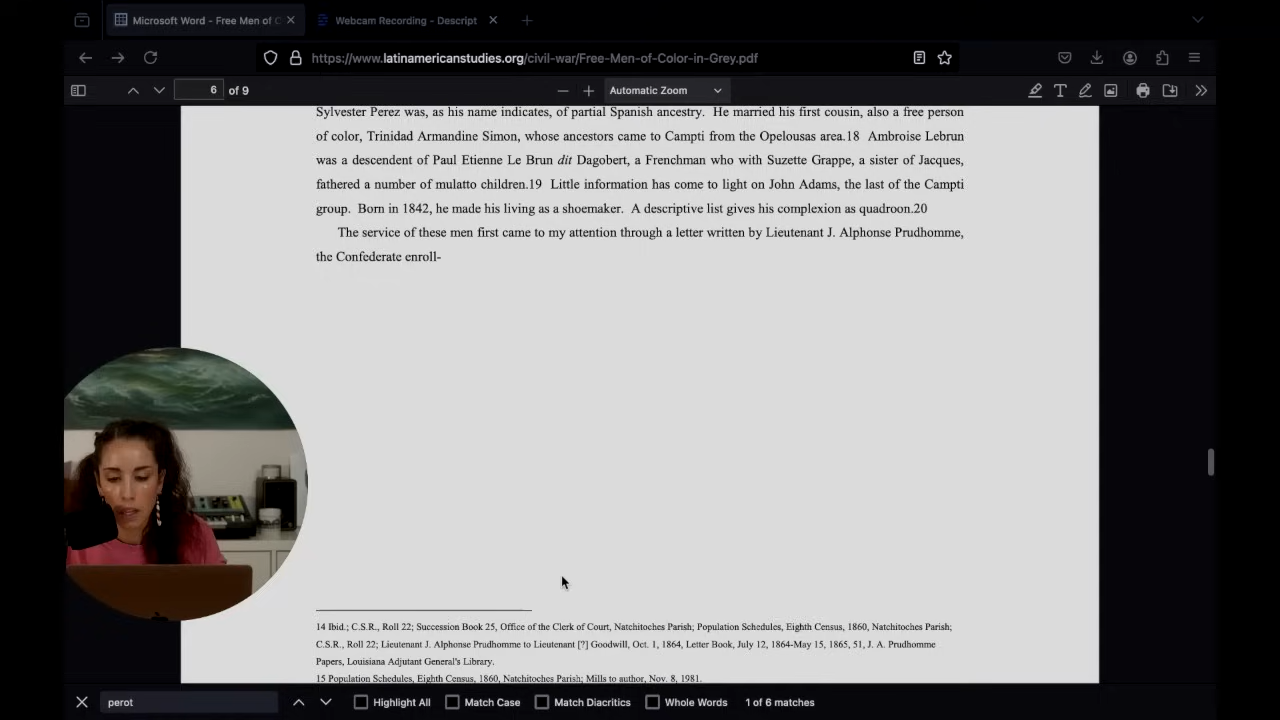 Microsoft Word - Free Men of C
Webcam Recording - Descript
https://www.latinamericanstudies.org/civil-war/Free-Men-of-Color-in-Grey.pdf
6 of 9
Automatic Zoom
Sylvester Perez was, as his name indicates, of partial Spanish ancestry. He married his first cousin, also a free person
of color, Trinidad Armandine Simon, whose ancestors came to Campti from the Opelousas area.18 Ambroise Lebrun
was a descendent of Paul Etienne Le Brun dit Dagobert, a Frenchman who with Suzette Grappe, a sister of Jacques,
fathered a number of mulatto children.19 Little information has come to light on John Adams, the last of the Campti
group. Born in 1842, he made his living as a shoemaker. A descriptive list gives his complexion as quadroon.20
The service of these men first came to my attention through a letter written by Lieutenant J. Alphonse Prudhomme,
the Confederate enroll-
14 Ibid.; C.S.R., Roll 22; Succession Book 25, Office of the Clerk of Court, Natchitoches Parish; Population Schedules, Eighth Census, 1860, Natchitoches Parish;
C.S.R., Roll 22; Lieutenant J. Alphonse Prudhomme to Lieutenant [?] Goodwill, Oct. 1, 1864, Letter Book, July 12, 1864-May 15, 1865, 51, J. A. Prudhomme
Papers, Louisiana Adjutant General's Library.
15 Population Schedules, Eighth Census, 1860, Natchitoches Parish; Mills to author, Nov. 8, 1981.
perot
Highlight All
Match Case
Match Diacritics
Whole Words
1 of 6 matches